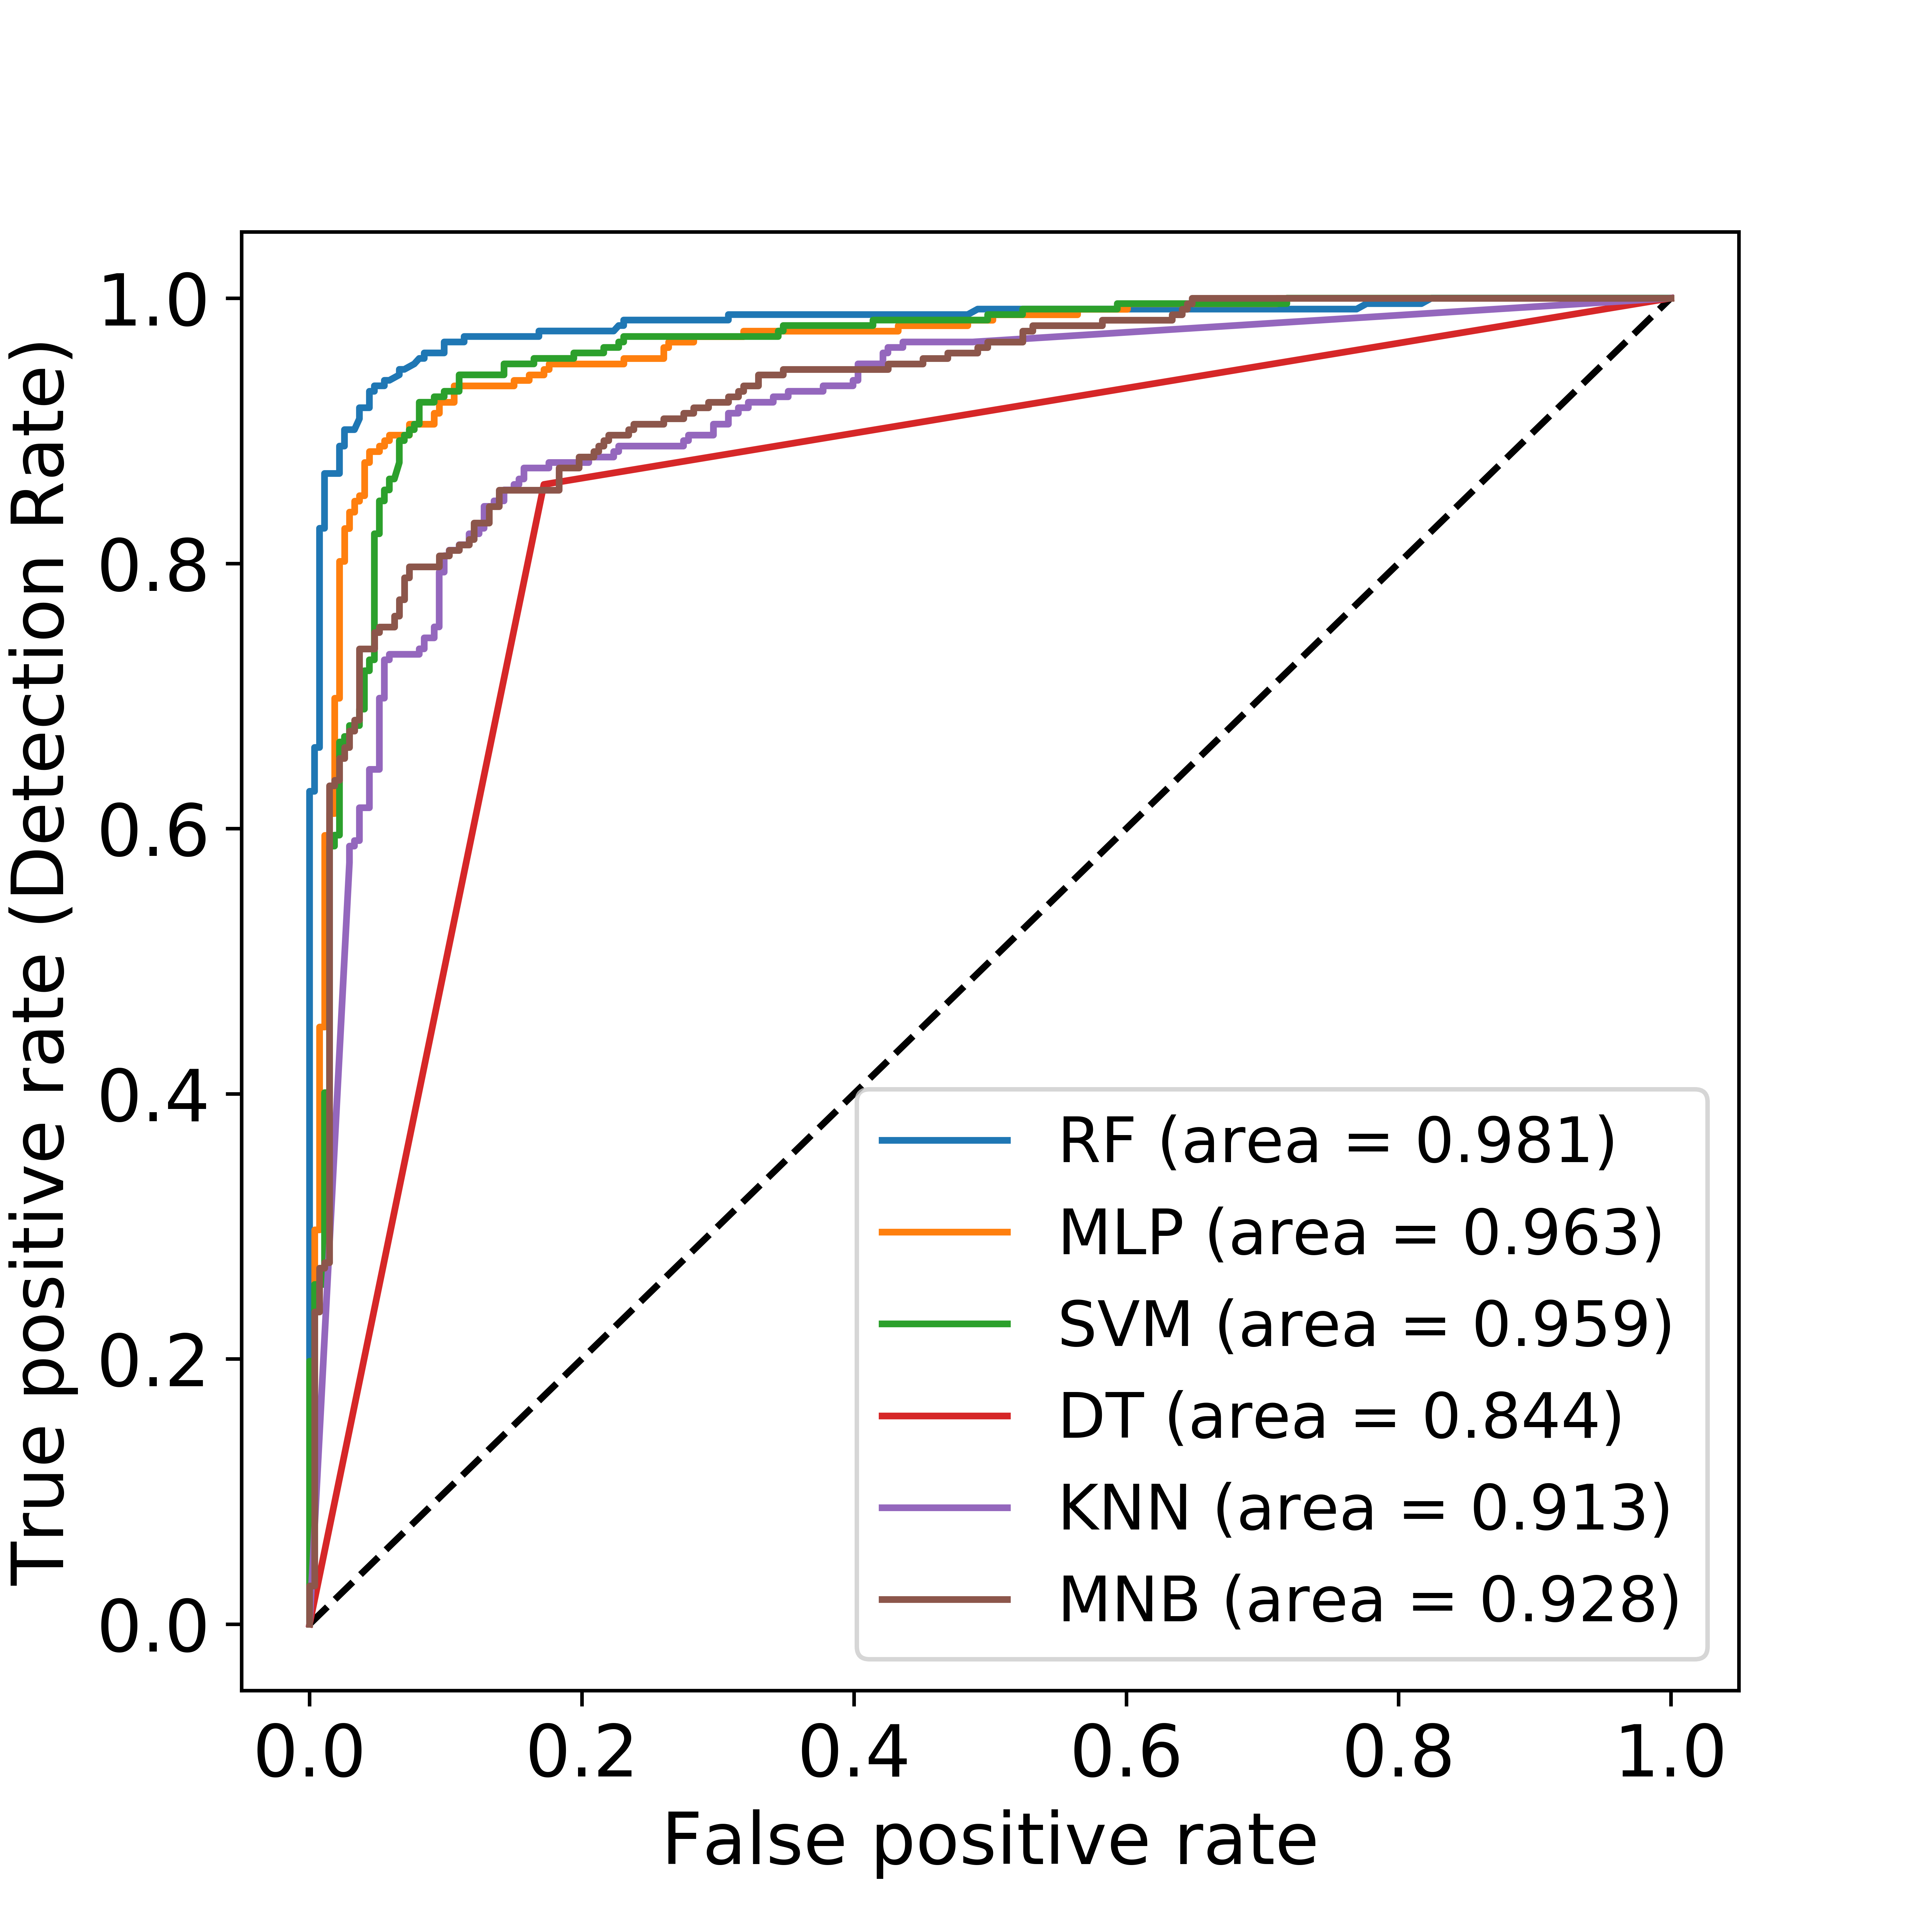 True positive rate (Detection Rate)
1.0
0.8
0.6
0.4
0.2
0.0
RF (area = 0.981)
MLP (area = 0.963)
SVM (area = 0.959)
DT (area = 0.844)
KNN (area = 0.913)
MNB (area = 0.928)
0.0 0.2 0.4 0.6 0.8 1.0
False positive rate